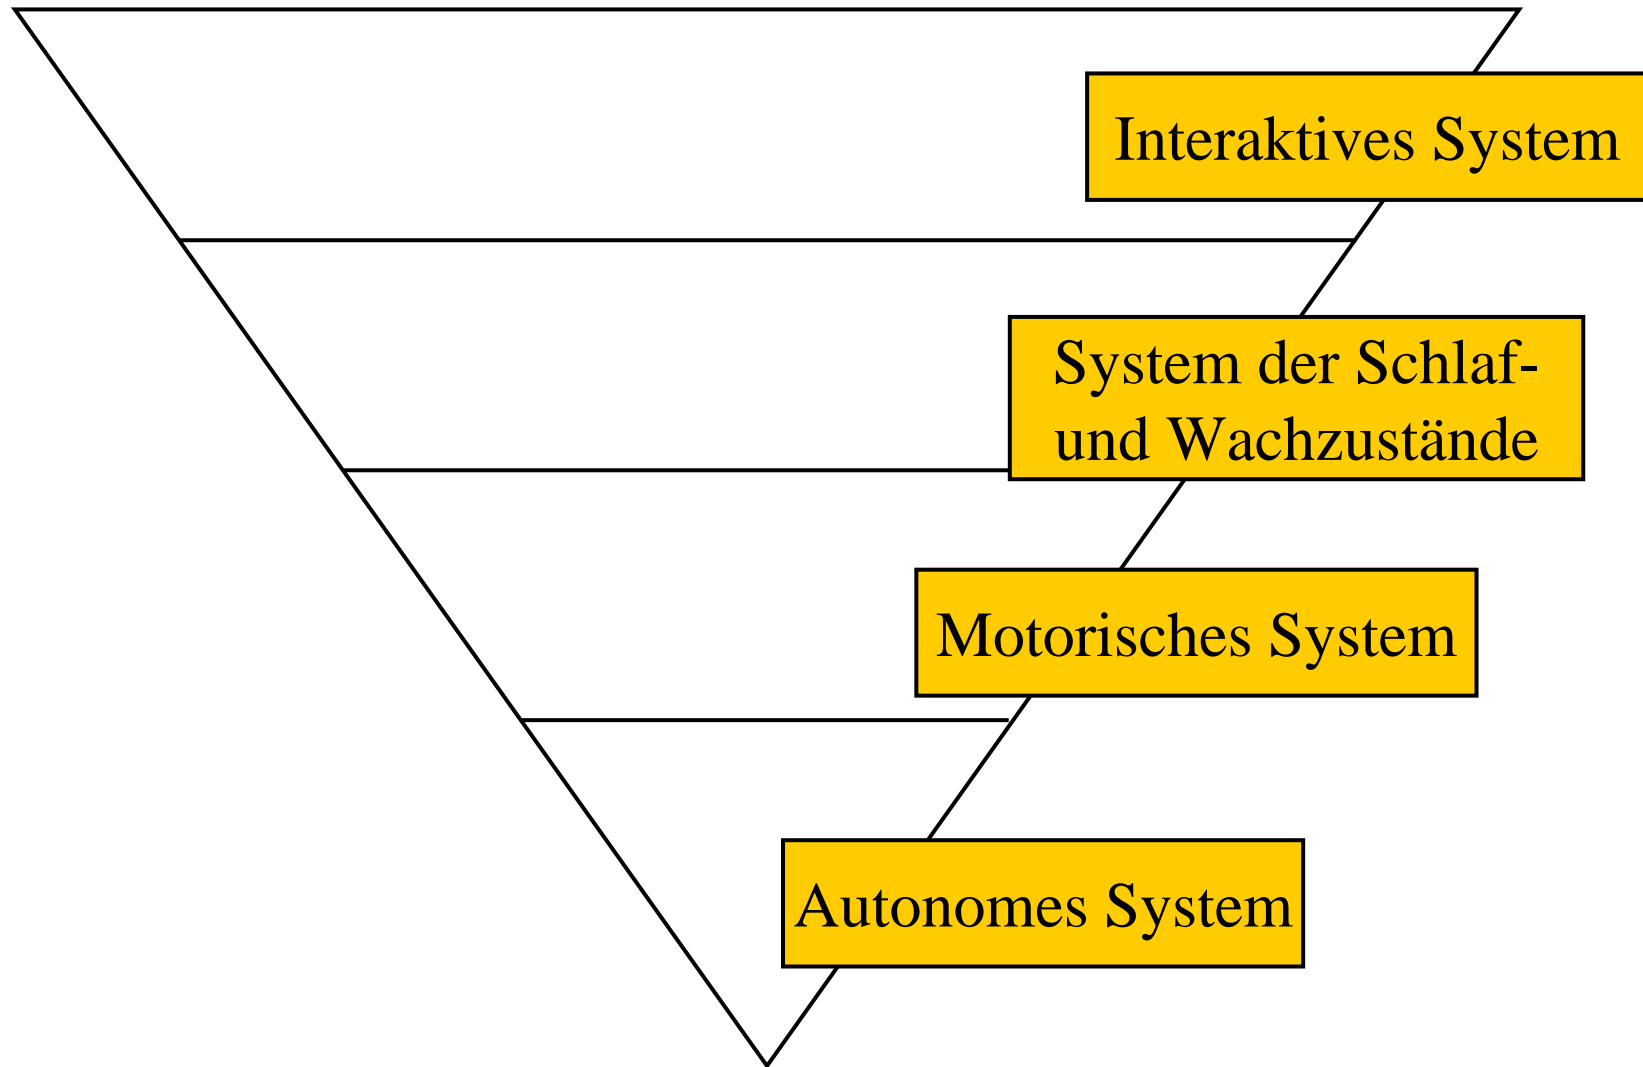 Interaktives System
System der Schlaf-
und Wachzustände
Motorisches System
Autonomes System